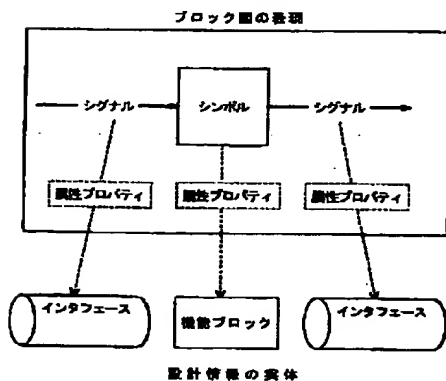 ブロック図の表現
シグナル
シンボル
シグナル
属性プロパティ
属性プロパティ
属性プロパティ
インタフェース
機能ブロック
インタフェース
設計情報の実体